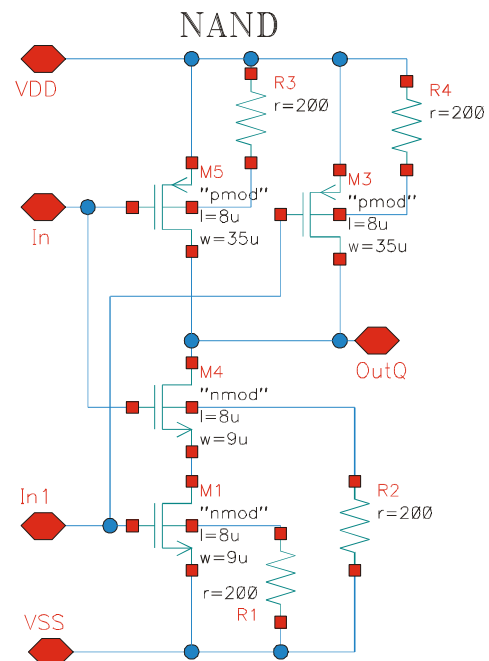 NAND
VDD
R3
r=200
R4
r=200
M5
"pmod"
l=8u
w=35u
M3
"pmod"
l=8u
w=35u
In
OutQ
M4
"nmod"
l=8u
w=9u
In1
M1
"nmod"
l=8u
w=9u
R2
r=200
r=200
R1
VSS